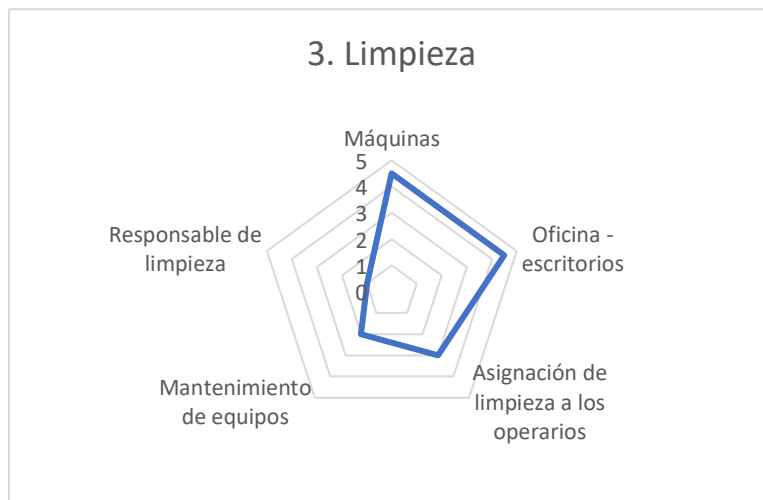 3. Limpieza
Máquinas
5
4
3
2
1
0
Oficina -
escritorios
Asignación de
limpieza a los
operarios
Mantenimiento
de equipos
Responsable de
limpieza